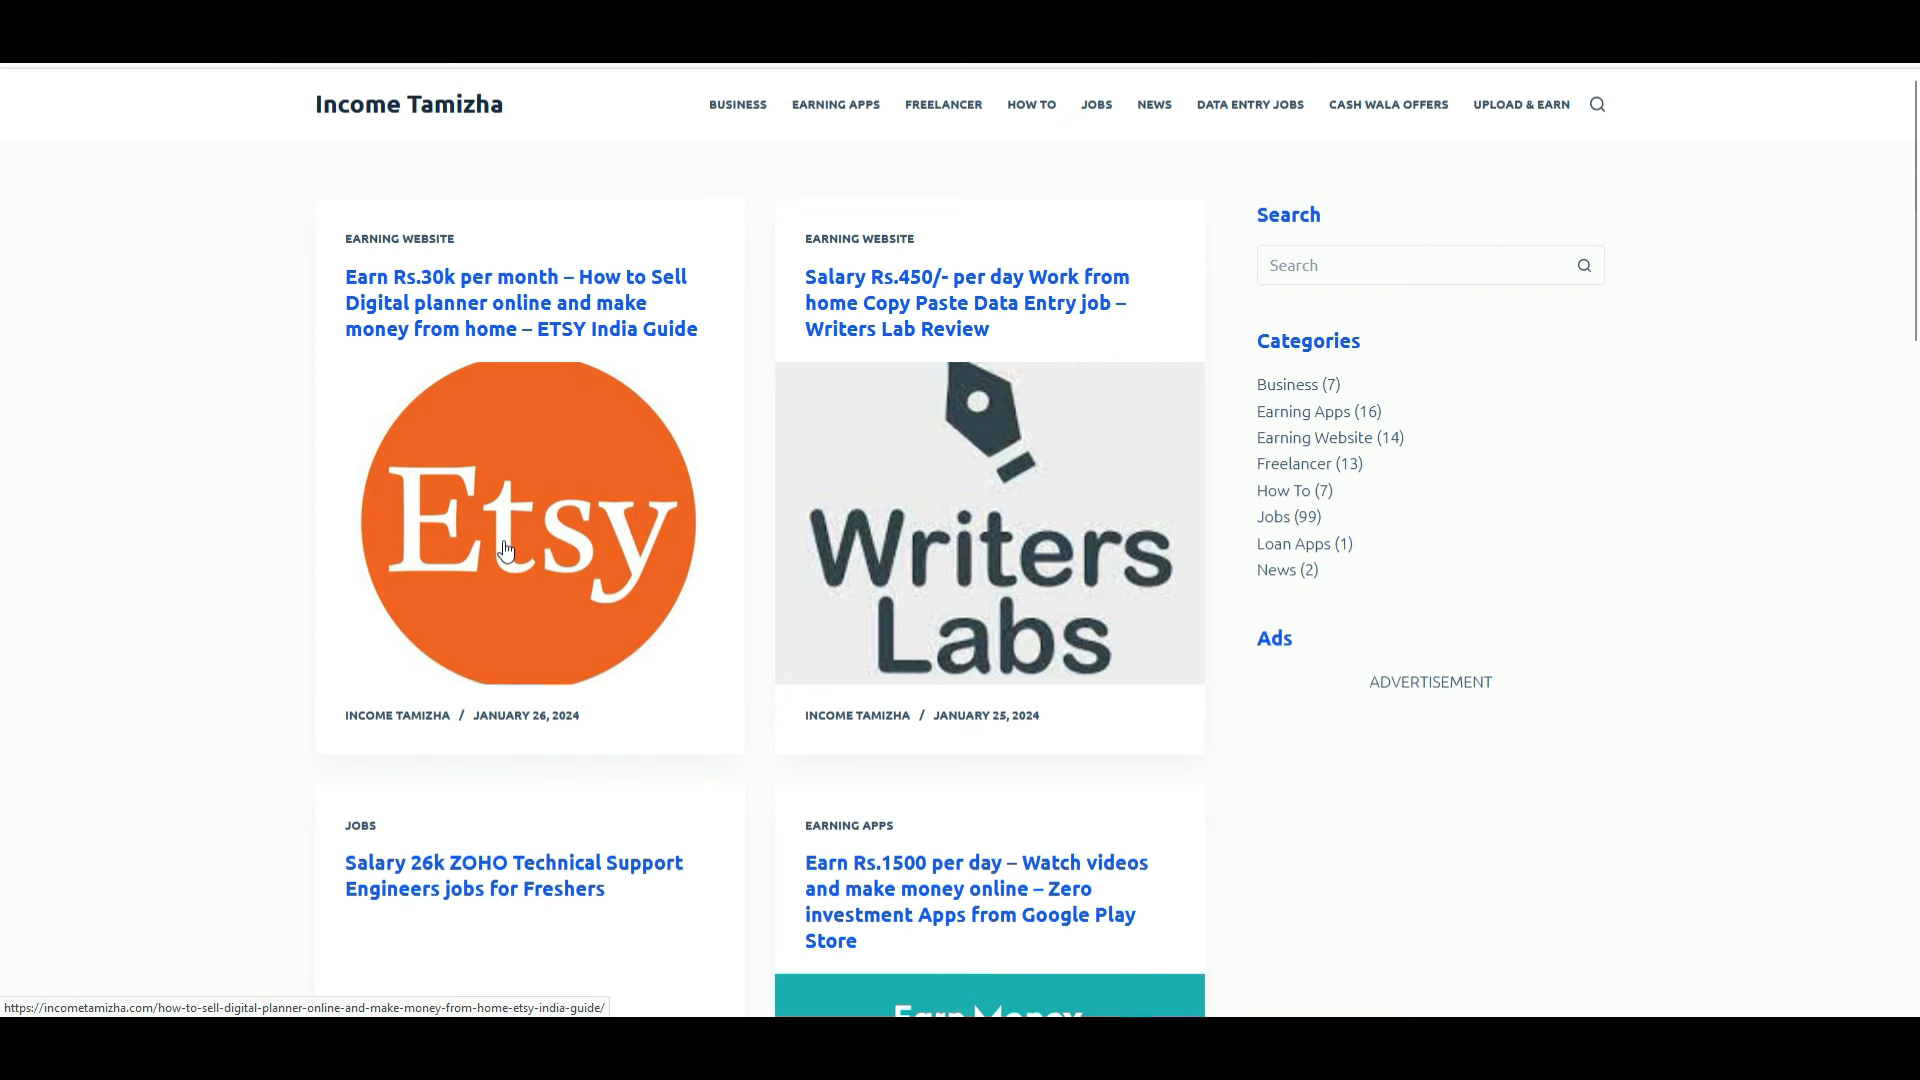 Income Tamizha
BUSINESS EARNING APPS FREELANCER HOW TO JOBS NEWS DATA ENTRY JOBS CASH WALA OFFERS UPLOAD & EARN
EARNING WEBSITE
Earn Rs.30k per month – How to Sell
Digital planner online and make
money from home – ETSY India Guide
Etsy
INCOME TAMIZHA / JANUARY 26, 2024
EARNING WEBSITE
Salary Rs.450/- per day Work from
home Copy Paste Data Entry job –
Writers Lab Review
Writers
Labs
INCOME TAMIZHA / JANUARY 25, 2024
JOBS
Salary 26k ZOHO Technical Support
Engineers jobs for Freshers
EARNING APPS
Earn Rs.1500 per day – Watch videos
and make money online – Zero
investment Apps from Google Play
Store
Earn Money
Search
Search
Categories
Business (7)
Earning Apps (16)
Earning Website (14)
Freelancer (13)
How To (7)
Jobs (99)
Loan Apps (1)
News (2)
Ads
ADVERTISEMENT
https://incometamizha.com/how-to-sell-digital-planner-online-and-make-money-from-home-etsy-india-guide/